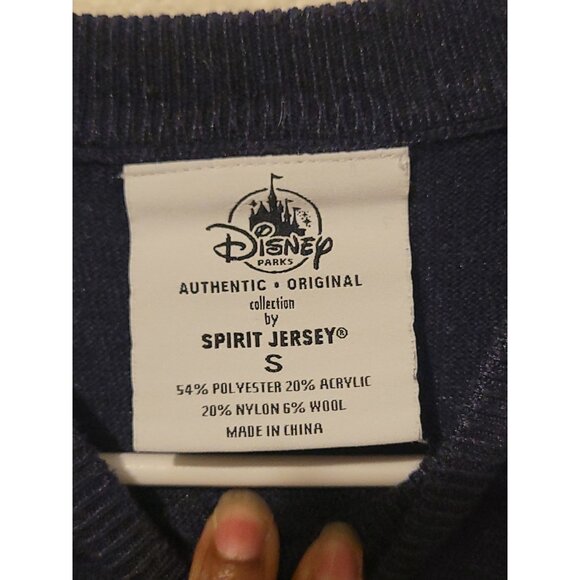 Disney
PARKS
AUTHENTIC • ORIGINAL
collection
by
SPIRIT JERSEY®
S
54% POLYESTER 20% ACRYLIC
20% NYLON 6% WOOL
MADE IN CHINA